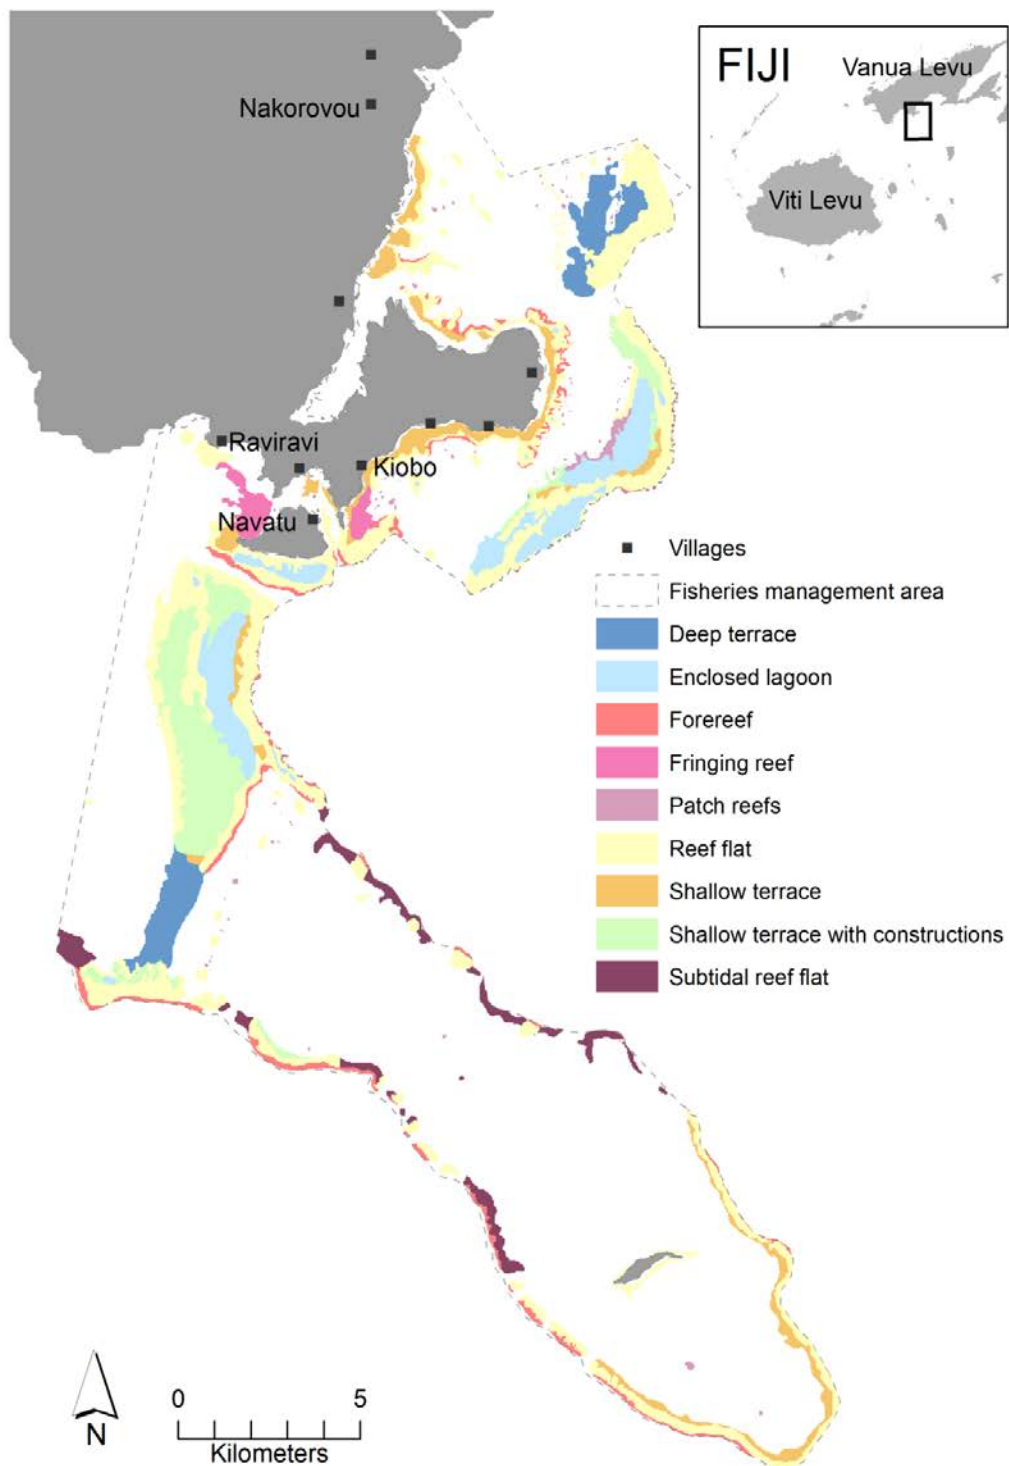 FIJI
Vanua Levu
Viti Levu
Nakorovou
Raviravi
Kiobo
Navatu
Villages
Fisheries management area
Deep terrace
Enclosed lagoon
Forereef
Fringing reef
Patch reefs
Reef flat
Shallow terrace
Shallow terrace with constructions
Subtidal reef flat
0 5
Kilometers
N